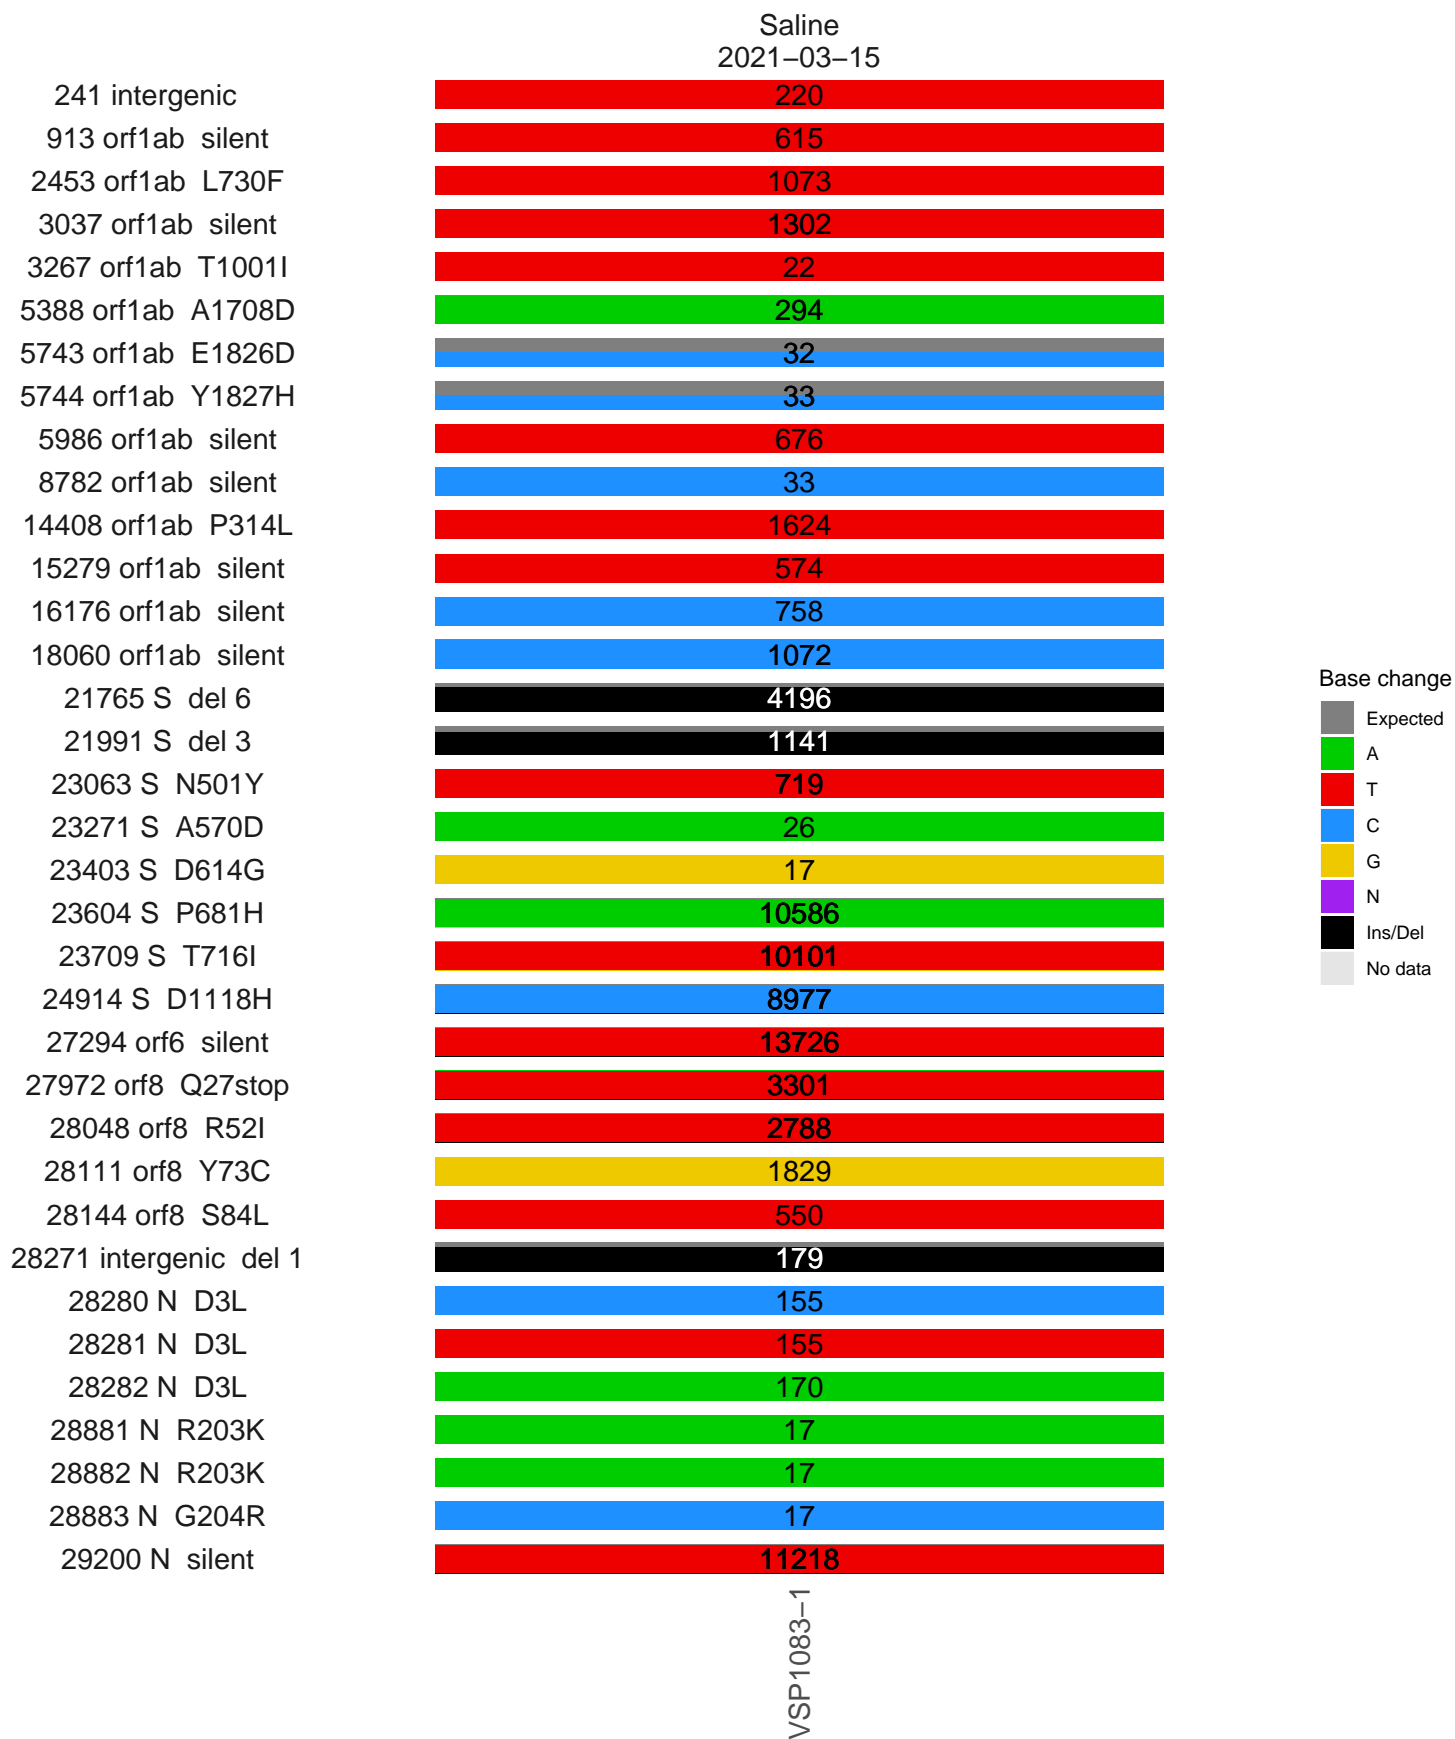 Saline
2021−03−15
241 intergenic 220
913 orf1ab silent 615
2453 orf1ab L730F 1073
3037 orf1ab silent 1302
3267 orf1ab T1001I 22
5388 orf1ab A1708D 294
5743 orf1ab E1826D 32
5744 orf1ab Y1827H 33
5986 orf1ab silent 676
8782 orf1ab silent 33
14408 orf1ab P314L 1624
15279 orf1ab silent 574
16176 orf1ab silent 758
18060 orf1ab silent 1072
21765 S del 6 4196
21991 S del 3 1141
23063 S N501Y 719
23271 S A570D 26
23403 S D614G 17
23604 S P681H 10586
23709 S T716I 10101
24914 S D1118H 8977
27294 orf6 silent 13726
27972 orf8 Q27stop 3301
28048 orf8 R52I 2788
28111 orf8 Y73C 1829
28144 orf8 S84L 550
28271 intergenic del 1 179
28280 N D3L 155
28281 N D3L 155
28282 N D3L 170
28881 N R203K 17
28882 N R203K 17
28883 N G204R 17
29200 N silent 11218
VSP1083−1
Base change
Expected
A
T
C
G
N
Ins/Del
No data